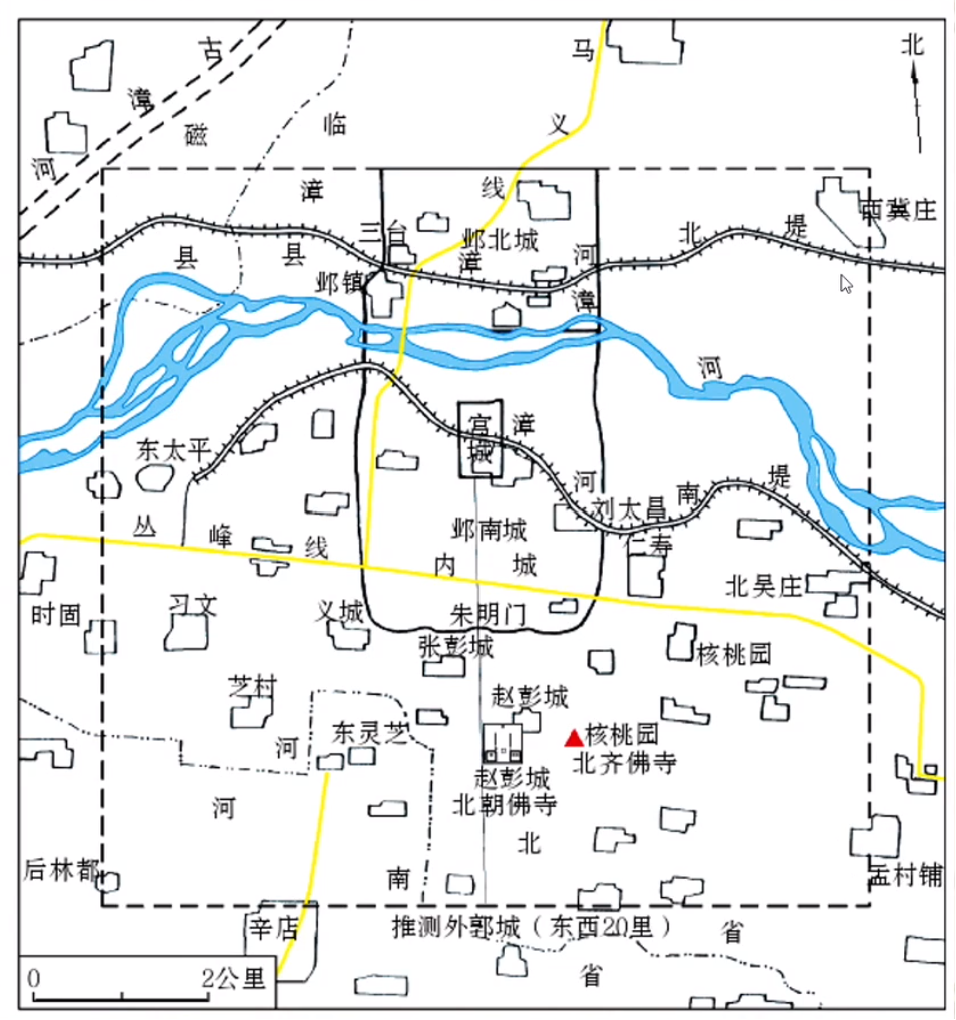 北
古
漳
河
磁
县
临
漳
县
马
义
线
三台
邺北城
漳
河
北
堤
西冀庄
邺镇
漳
河
东太平
宫城
漳
河
南
堤
刘太昌
仁寿
邺南城
内城
丛
峰
线
北吴庄
时固
习文
义城
朱明门
张彭城
核桃园
芝村
赵彭城
东灵芝
核桃园
北齐佛寺
赵彭城
北朝佛寺
河
北
省
河
南
省
后林都
孟村铺
辛店
推测外郭城（东西20里）
0
2公里